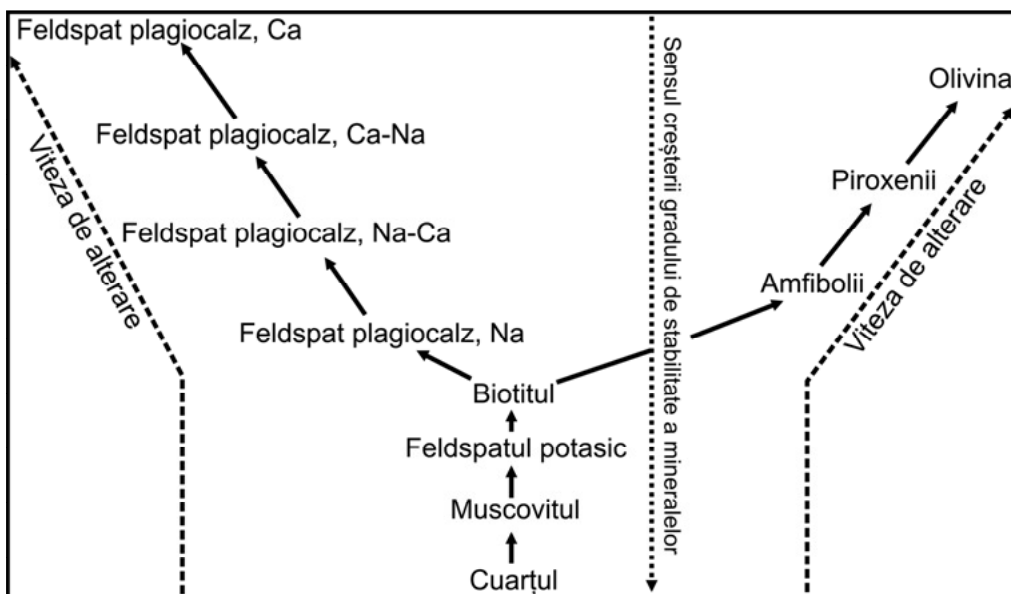 Feldspat plagiocalz, Ca
Olivina
Feldspat plagiocalz, Ca-Na
Piroxenii
Feldspat plagiocalz, Na-Ca
Amfibolii
Feldspat plagiocalz, Na
Biotitul
Feldspatul potasic
Muscovitul
Cuarțul
Viteza de alterare
Sensul creșterii gradului de stabilitate a mineralelor
Viteza de alterare